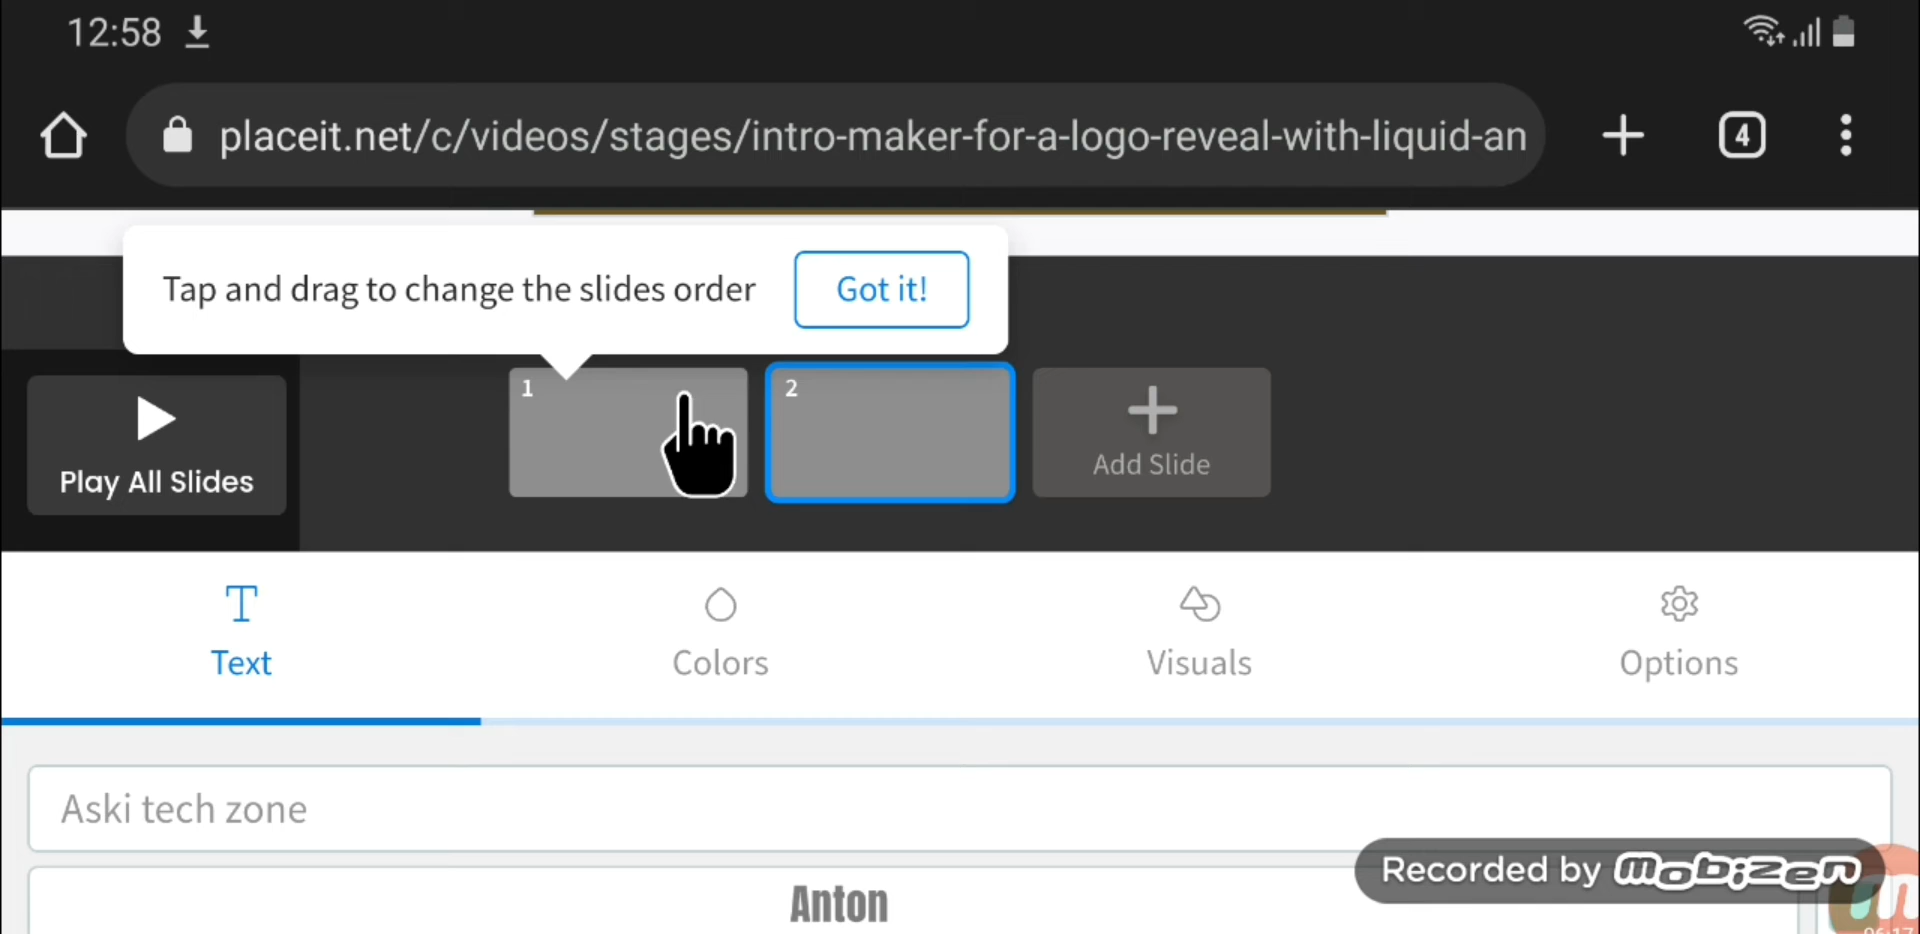 12:58
placeit.net/c/videos/stages/intro-maker-for-a-logo-reveal-with-liquid-an
4
Tap and drag to change the slides order
Got it!
1
2
Play All Slides
Add Slide
Text
Colors
Visuals
Options
Aski tech zone
Recorded by mobizen
Anton
06:17